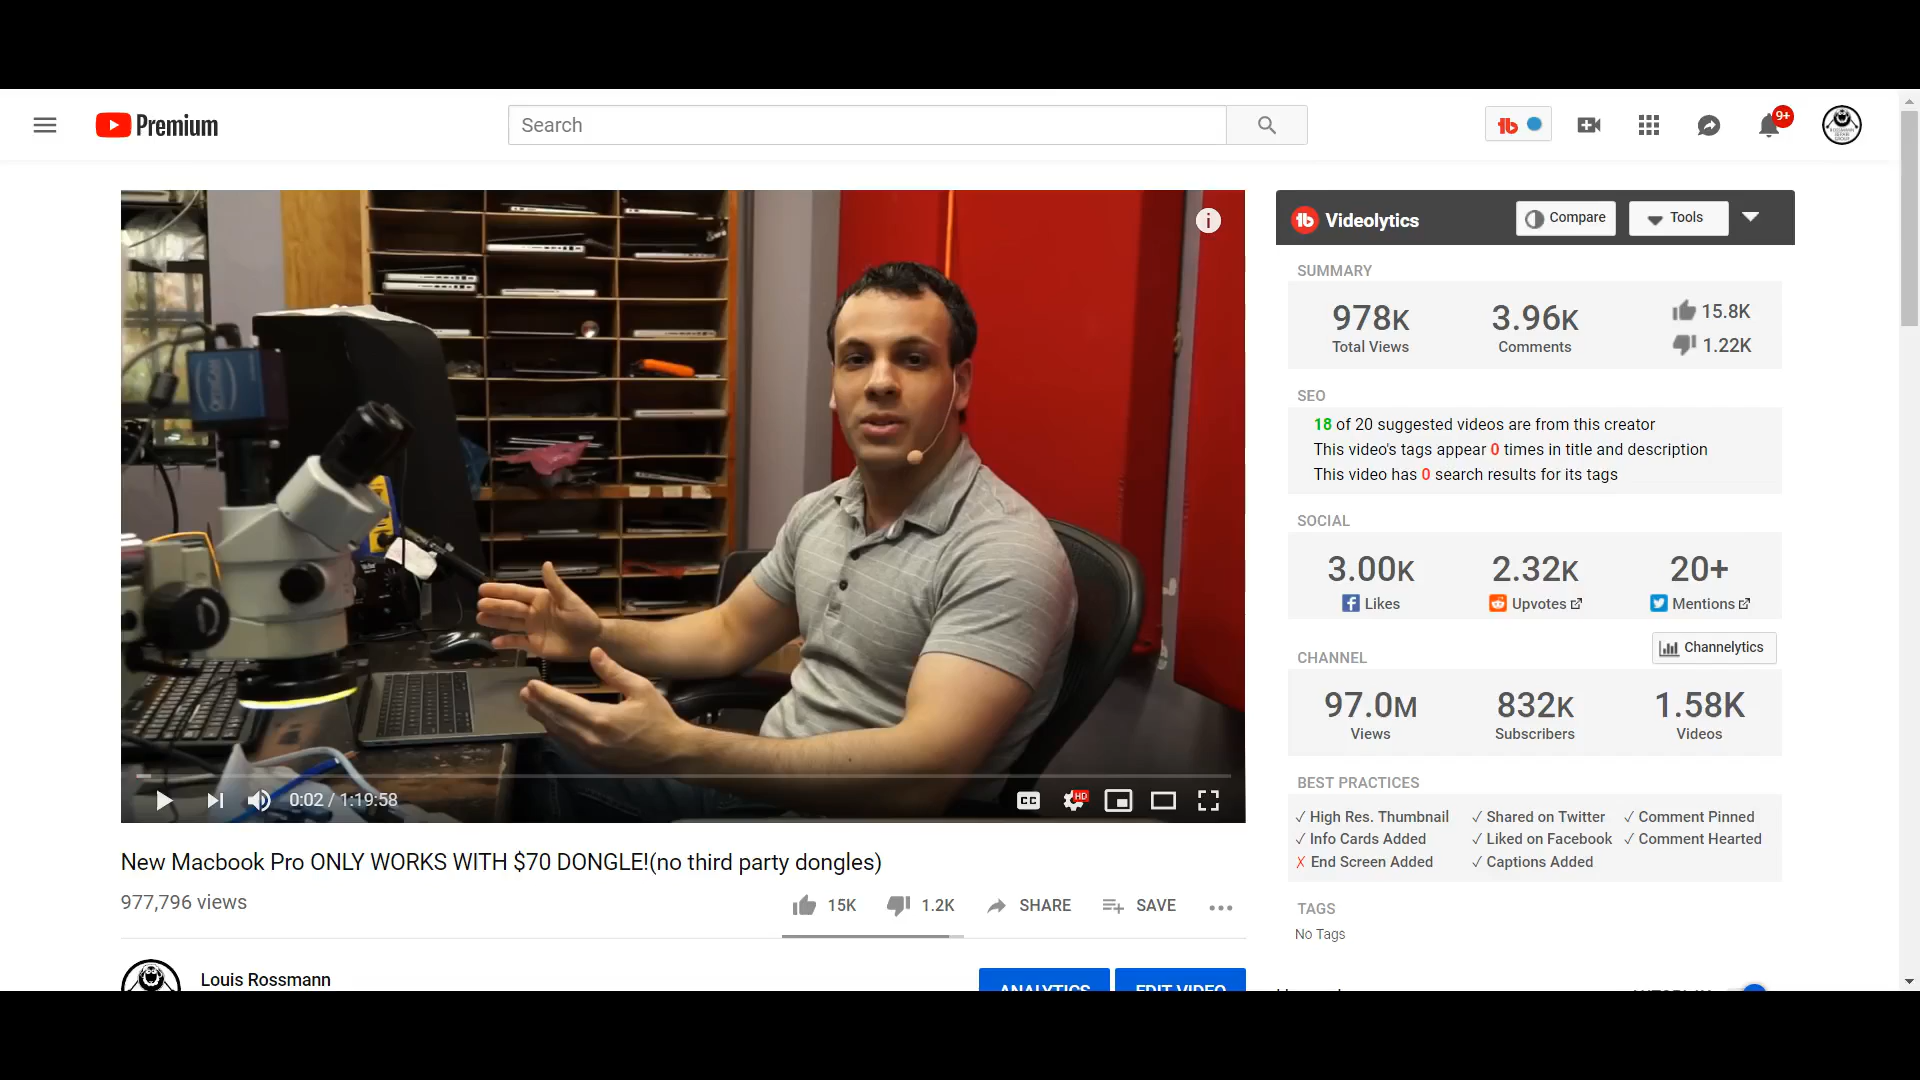 Premium
Search
9+
Videolytics
Compare
Tools
SUMMARY
978K
Total Views
3.96K
Comments
15.8K
1.22K
SEO
18 of 20 suggested videos are from this creator
This video's tags appear 0 times in title and description
This video has 0 search results for its tags
SOCIAL
3.00K
Likes
2.32K
Upvotes
20+
Mentions
CHANNEL
Channelytics
97.0M
Views
832K
Subscribers
1.58K
Videos
BEST PRACTICES
✓ High Res. Thumbnail
✓ Shared on Twitter
✓ Comment Pinned
✓ Info Cards Added
✓ Liked on Facebook
✓ Comment Hearted
X End Screen Added
✓ Captions Added
TAGS
No Tags
0:02 / 1:19:58
CC
HD
New Macbook Pro ONLY WORKS WITH $70 DONGLE!(no third party dongles)
977,796 views
15K
1.2K
SHARE
SAVE
Louis Rossmann
ANALYTICS
EDIT VIDEO